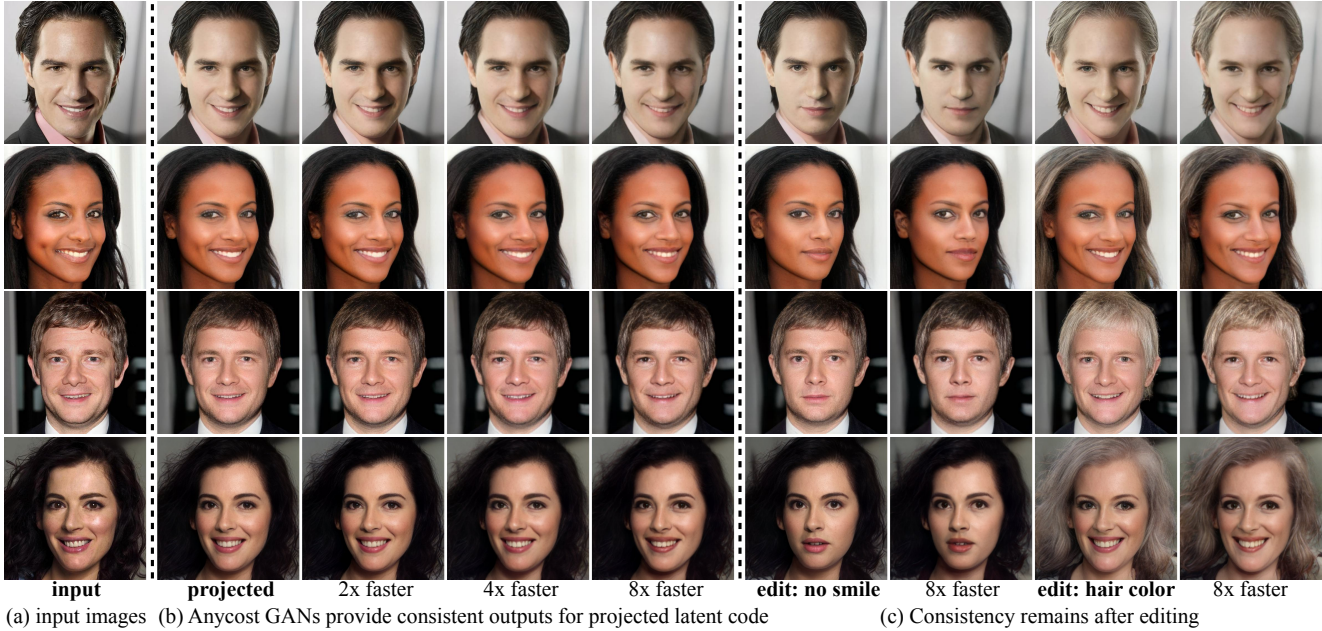 input projected 2x faster 4x faster 8x faster edit: no smile 8x faster edit: hair color 8x faster
(a) input images (b) Anycost GANs provide consistent outputs for projected latent code (c) Consistency remains after editing